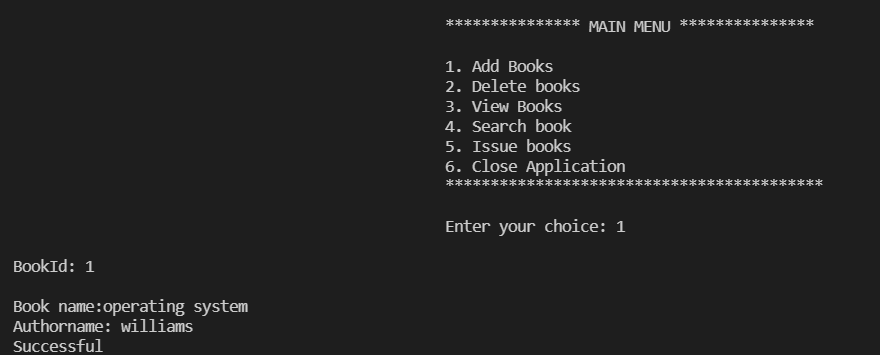 *************** MAIN MENU ***************
1. Add Books
2. Delete books
3. View Books
4. Search book
5. Issue books
6. Close Application
******************************************
Enter your choice: 1
BookId: 1
Book name:operating system
Authorname: williams
Successful